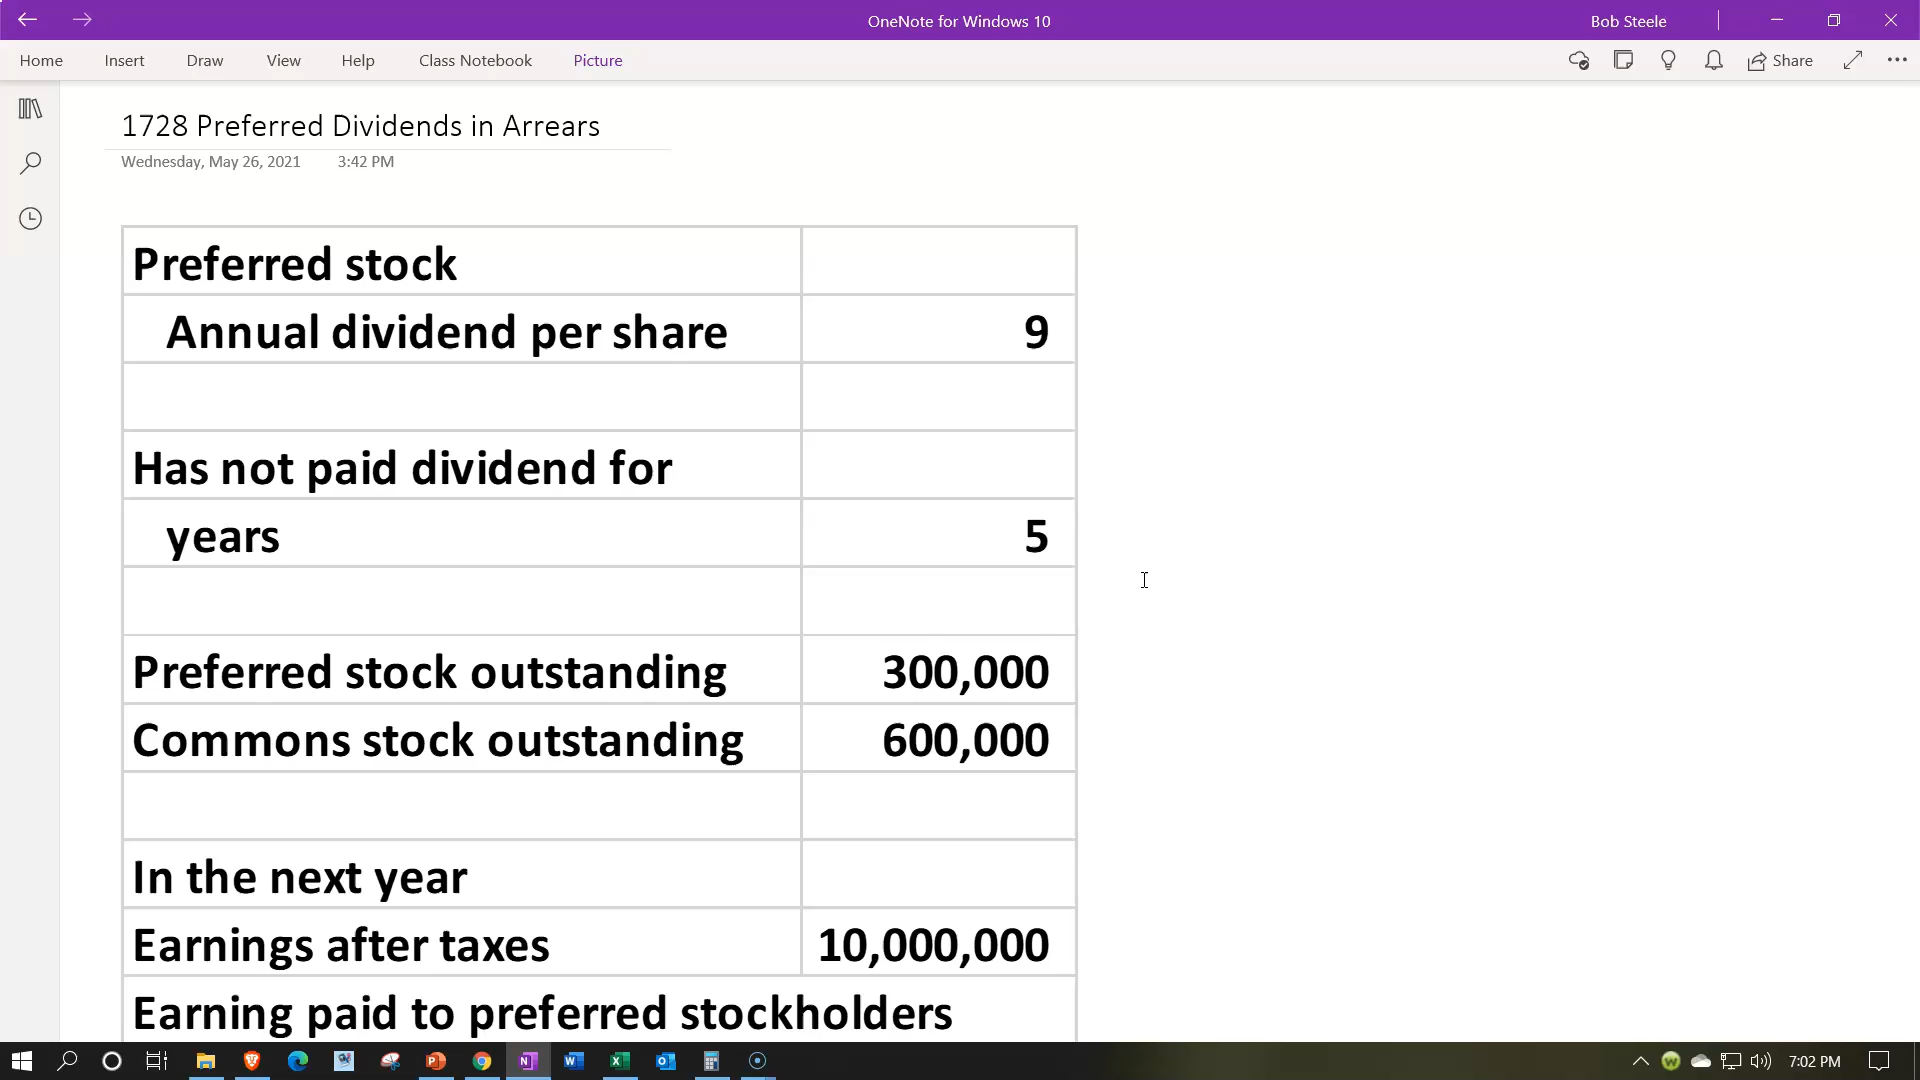 OneNote for Windows 10
Bob Steele
Home Insert Draw View Help Class Notebook Picture
Share
1728 Preferred Dividends in Arrears
Wednesday, May 26, 2021 3:42 PM
Preferred stock
Annual dividend per share 9
Has not paid dividend for
years 5
Preferred stock outstanding 300,000
Commons stock outstanding 600,000
In the next year
Earnings after taxes 10,000,000
Earning paid to preferred stockholders
7:02 PM